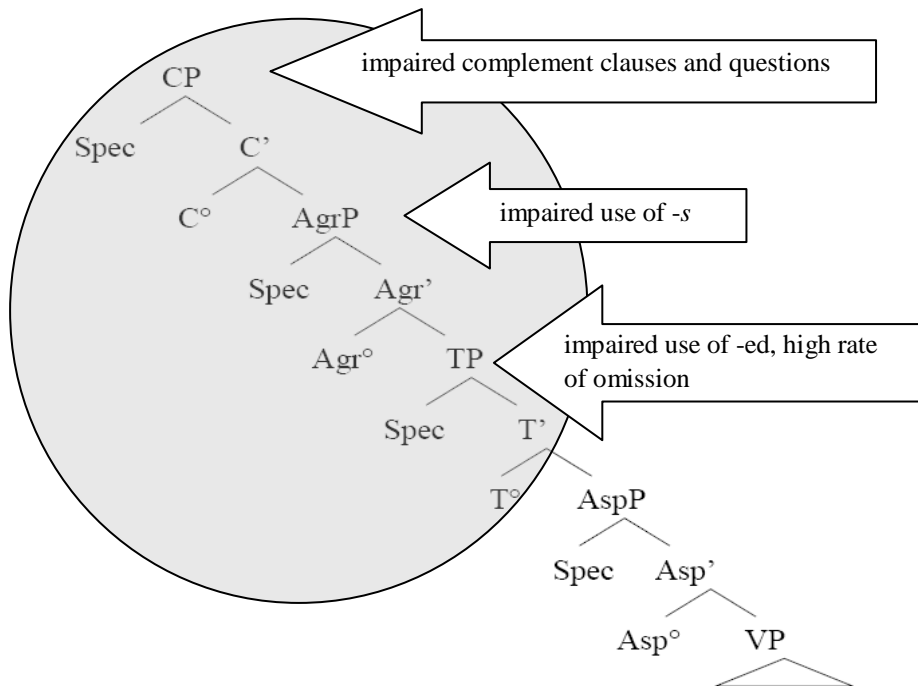 impaired complement clauses and questions
CP
Spec C’
C° AgrP
impaired use of -s
Spec Agr’
Agr° TP
impaired use of -ed, high rate
of omission
Spec T’
T° AspP
Spec Asp’
Asp° VP